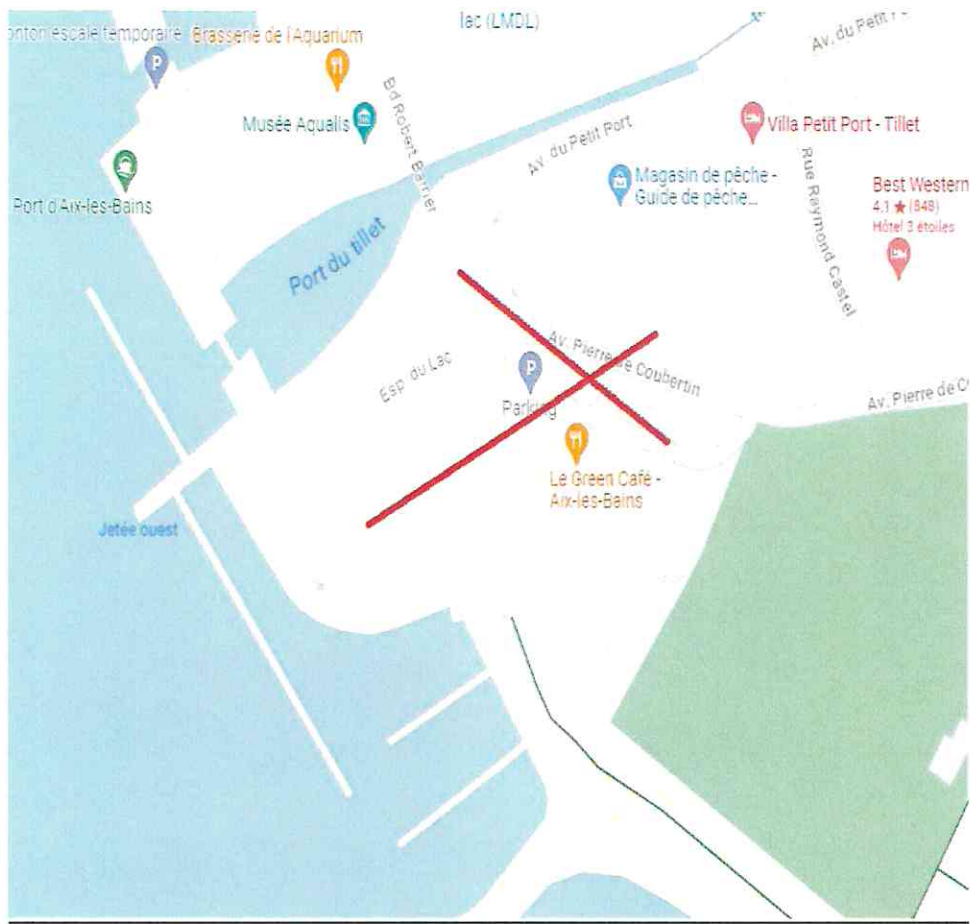 lac (LMDL)
Av. du Petit
escale temporaire
Brasserie de l'Aquarium
Bd Robert Barrier
Musée Aqualis
Av. du Petit Port
Villa Petit Port - Tillet
Magasin de pêche -
Guide de pêche...
Rue Raymond Castel
Best Western
4.1 ★ (848)
Hôtel 3 étoiles
Port d'Aix-les-Bains
Port du tillet
Esp. du Lac
Av. Pierre de Coubertin
Parking
Av. Pierre de
Le Green Café -
Aix-les-Bains
Jetée ouest